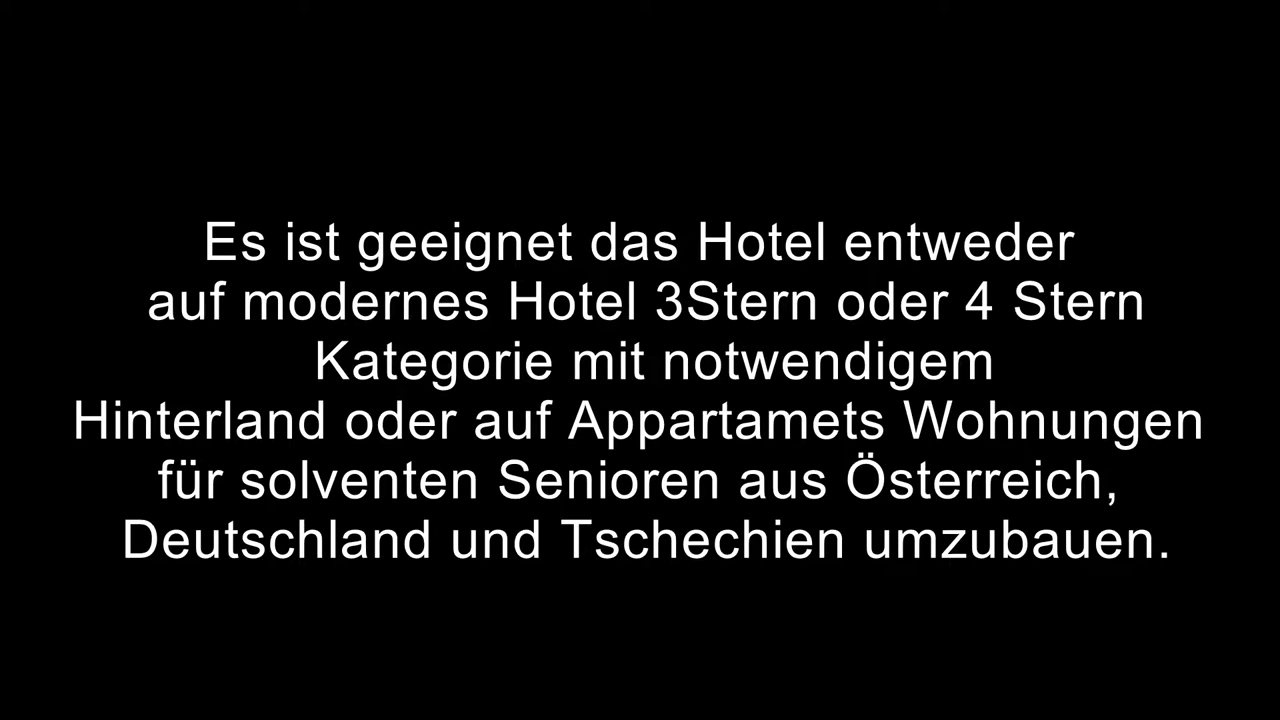 Es ist geeignet das Hotel entweder
auf modernes Hotel 3Stern oder 4 Stern
Kategorie mit notwendigem
Hinterland oder auf Appartamets Wohnungen
für solventen Senioren aus Österreich,
Deutschland und Tschechien umzubauen.